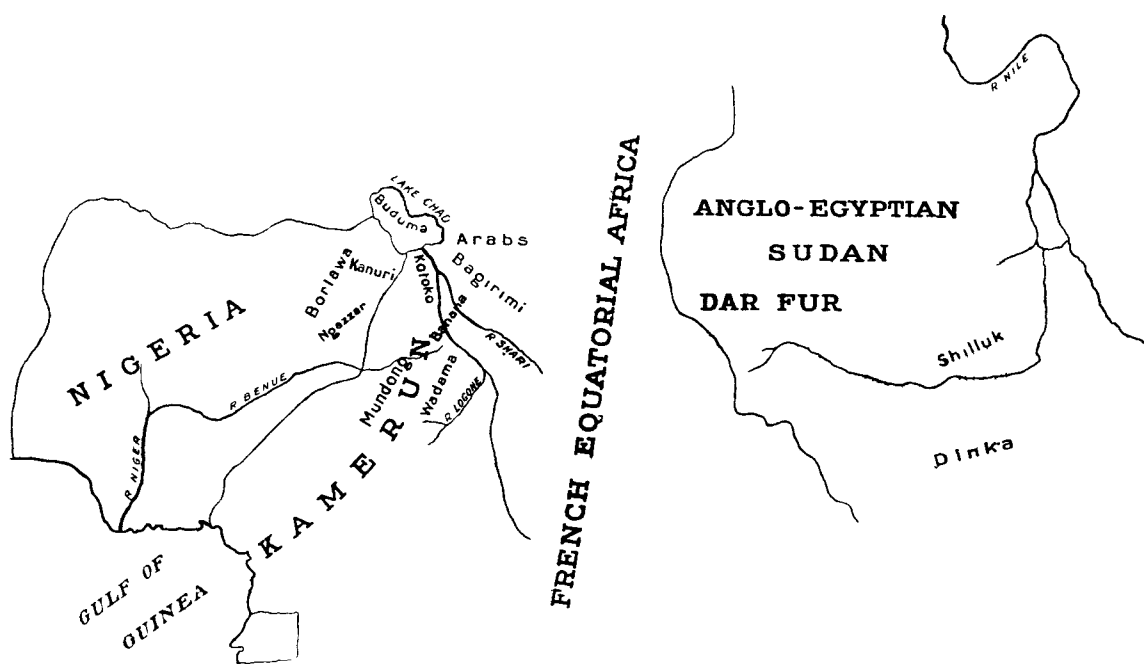 R NILE
LAKE CHAD
Buduma
ANGLO-EGYPTIAN
SUDAN
DAR FUR
Arabs
Bagirimi
Kanuri
Borlawa
Kotoko
Ngazzar
Banana
R SHARI
NIGERIA
Mundong
Wadama
R LOGONE
R BENUE
R NIGER
KAMERUN
FRENCH EQUATORIAL AFRICA
Shilluk
Dinka
GULF OF
GUINEA